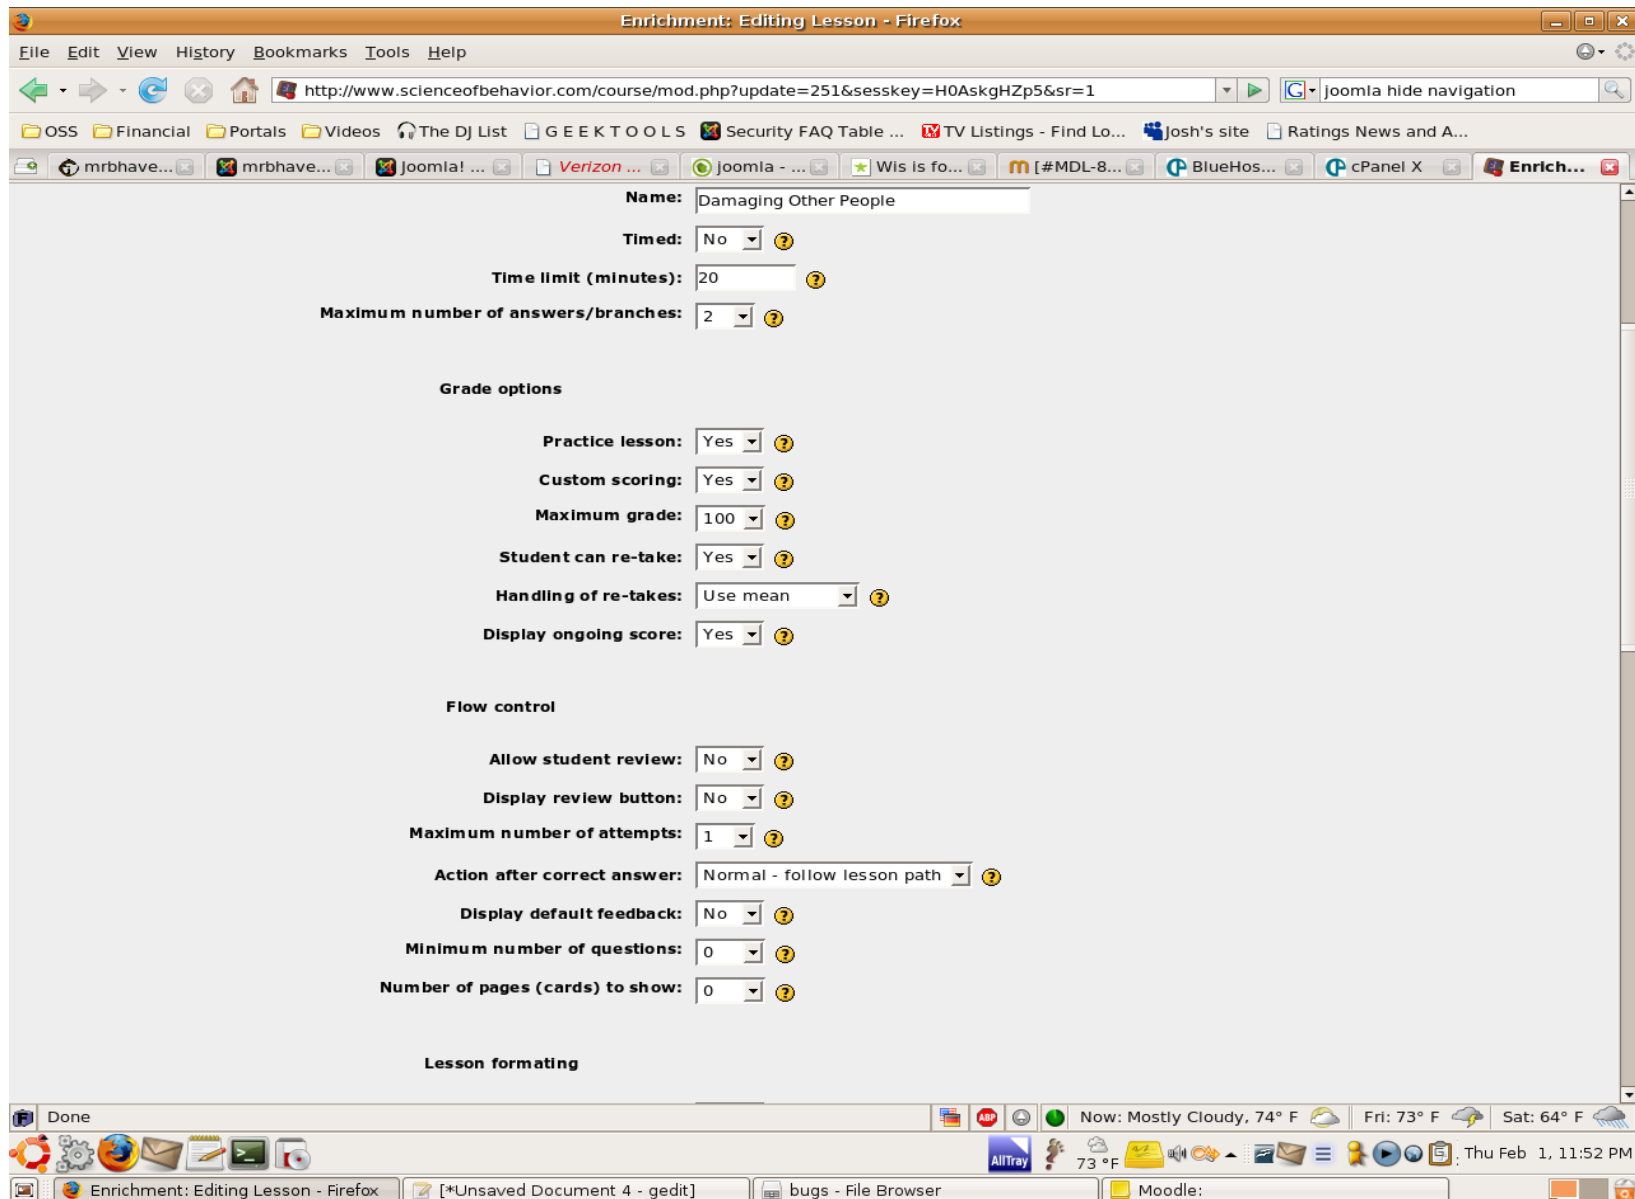 Enrichment: Editing Lesson - Firefox
File Edit View History Bookmarks Tools Help
http://www.scienceofbehavior.com/course/mod.php?update=251&sesskey=H0AskgHZp5&sr=1 G joomla hide navigation
OSS Financial Portals Videos The DJ List G E E K T O O L S Security FAQ Table ... TV Listings - Find Lo... Josh's site Ratings News and A...
mrbhave... mrbhave... Joomla! ... Verizon ... joomla - ... Wis is fo... [#MDL-8... BlueHos... cPanel X Enrich...
Name: Damaging Other People
Timed: No ?
Time limit (minutes): 20 ?
Maximum number of answers/branches: 2 ?
Grade options
Practice lesson: Yes ?
Custom scoring: Yes ?
Maximum grade: 100 ?
Student can re-take: Yes ?
Handling of re-takes: Use mean ?
Display ongoing score: Yes ?
Flow control
Allow student review: No ?
Display review button: No ?
Maximum number of attempts: 1 ?
Action after correct answer: Normal - follow lesson path ?
Display default feedback: No ?
Minimum number of questions: 0 ?
Number of pages (cards) to show: 0 ?
Lesson formating
Done ABP Now: Mostly Cloudy, 74° F Fri: 73° F Sat: 64° F
AllTray 73 °F Thu Feb 1, 11:52 PM
Enrichment: Editing Lesson - Firefox [*Unsaved Document 4 - gedit] bugs - File Browser Moodle: